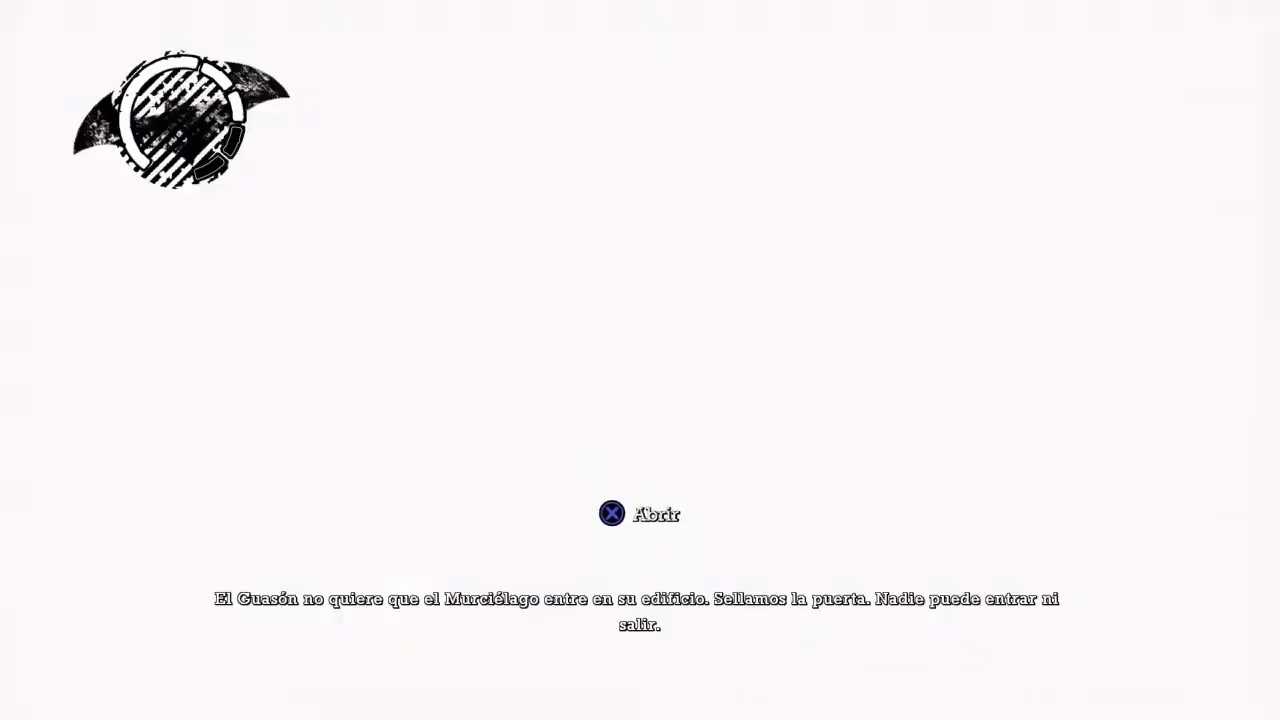 Abrir
El Guasón no quiere que el Murciélago entre en su edificio. Sellamos la puerta. Nadie puede entrar ni
salir.